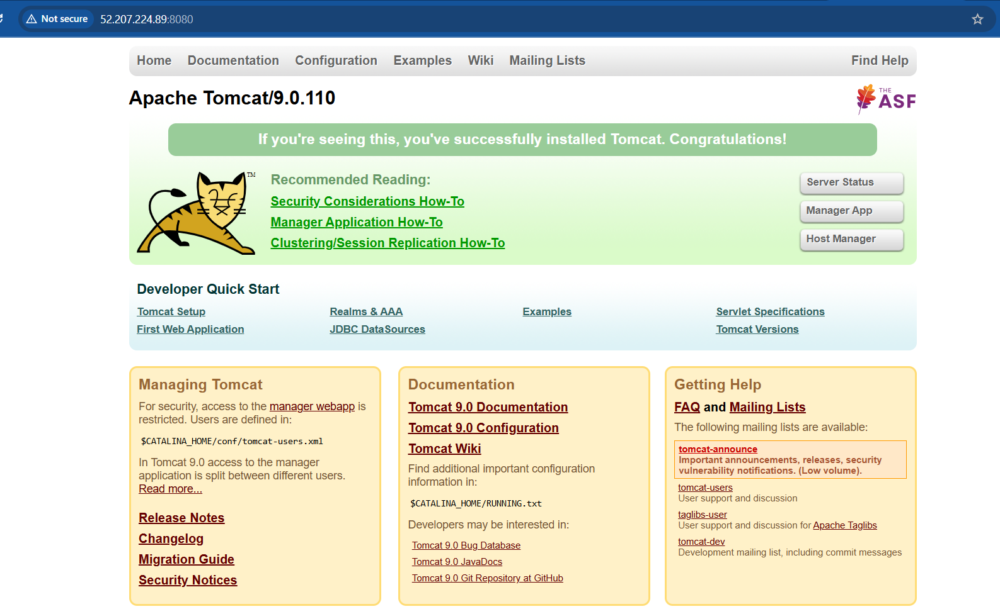 Not secure 52.207.224.89:8080
Home Documentation Configuration Examples Wiki Mailing Lists Find Help
Apache Tomcat/9.0.110
THE
ASF
If you're seeing this, you've successfully installed Tomcat. Congratulations!
TM
Recommended Reading:
Security Considerations How-To
Manager Application How-To
Clustering/Session Replication How-To
Server Status
Manager App
Host Manager
Developer Quick Start
Tomcat Setup
First Web Application
Realms & AAA
JDBC DataSources
Examples
Servlet Specifications
Tomcat Versions
Managing Tomcat
For security, access to the manager webapp is
restricted. Users are defined in:
$CATALINA_HOME/conf/tomcat-users.xml
In Tomcat 9.0 access to the manager
application is split between different users.
Read more...
Release Notes
Changelog
Migration Guide
Security Notices
Documentation
Tomcat 9.0 Documentation
Tomcat 9.0 Configuration
Tomcat Wiki
Find additional important configuration
information in:
$CATALINA_HOME/RUNNING.txt
Developers may be interested in:
Tomcat 9.0 Bug Database
Tomcat 9.0 JavaDocs
Tomcat 9.0 Git Repository at GitHub
Getting Help
FAQ and Mailing Lists
The following mailing lists are available:
tomcat-announce
Important announcements, releases, security
vulnerability notifications. (Low volume).
tomcat-users
User support and discussion
taglibs-user
User support and discussion for Apache Taglibs
tomcat-dev
Development mailing list, including commit messages